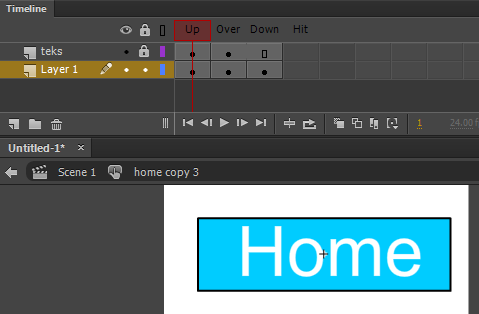 Timeline
Up Over Down Hit
teks
Layer 1
1 24.00 f
Untitled-1* ×
Scene 1 home copy 3
Home